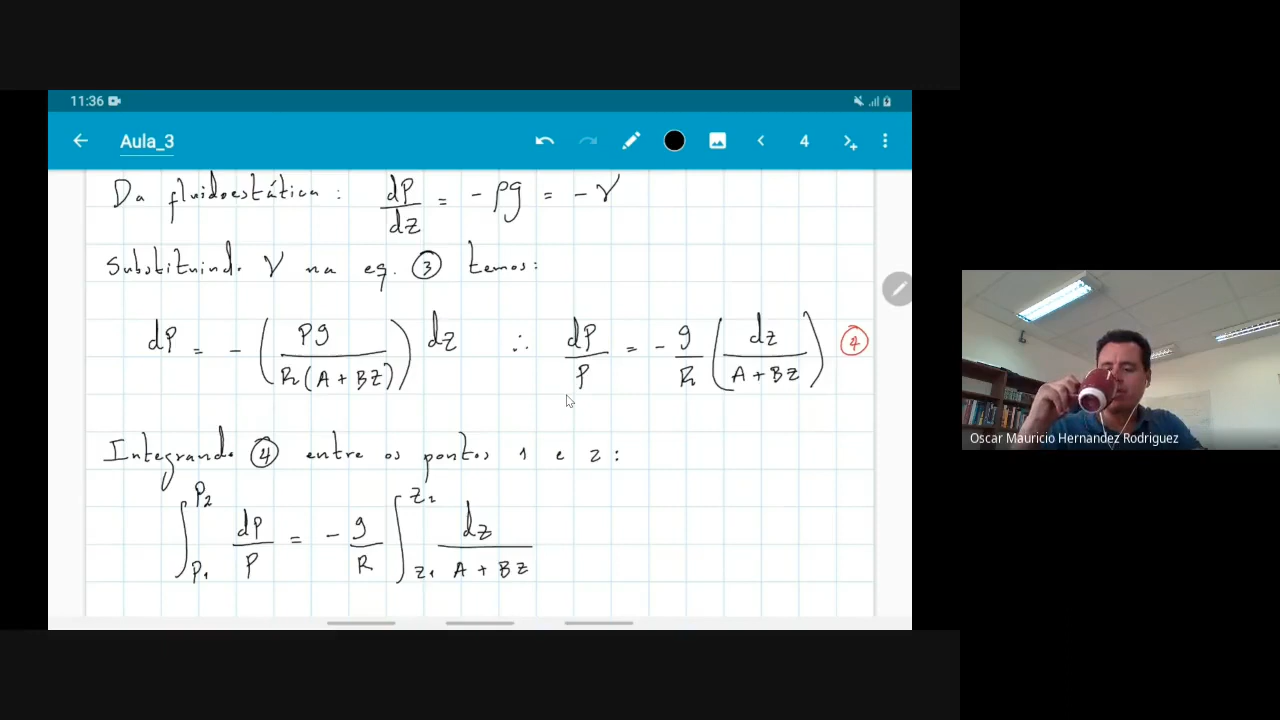 11:36
Aula_3
4
Da fluidoestática : dP/dz = - ρg = - γ
Substituind. γ na eq. ③ temos:
dP = - ( Pg / R(A + BZ) ) dz ∴ dP/P = - g/R ( dz / A + BZ ) ④
Integrand. ④ entre os pontos 1 e 2 :
∫ P1 P2 dP/P = - g/R ∫ Z1 Z2 dz / A + BZ
Oscar Mauricio Hernandez Rodriguez